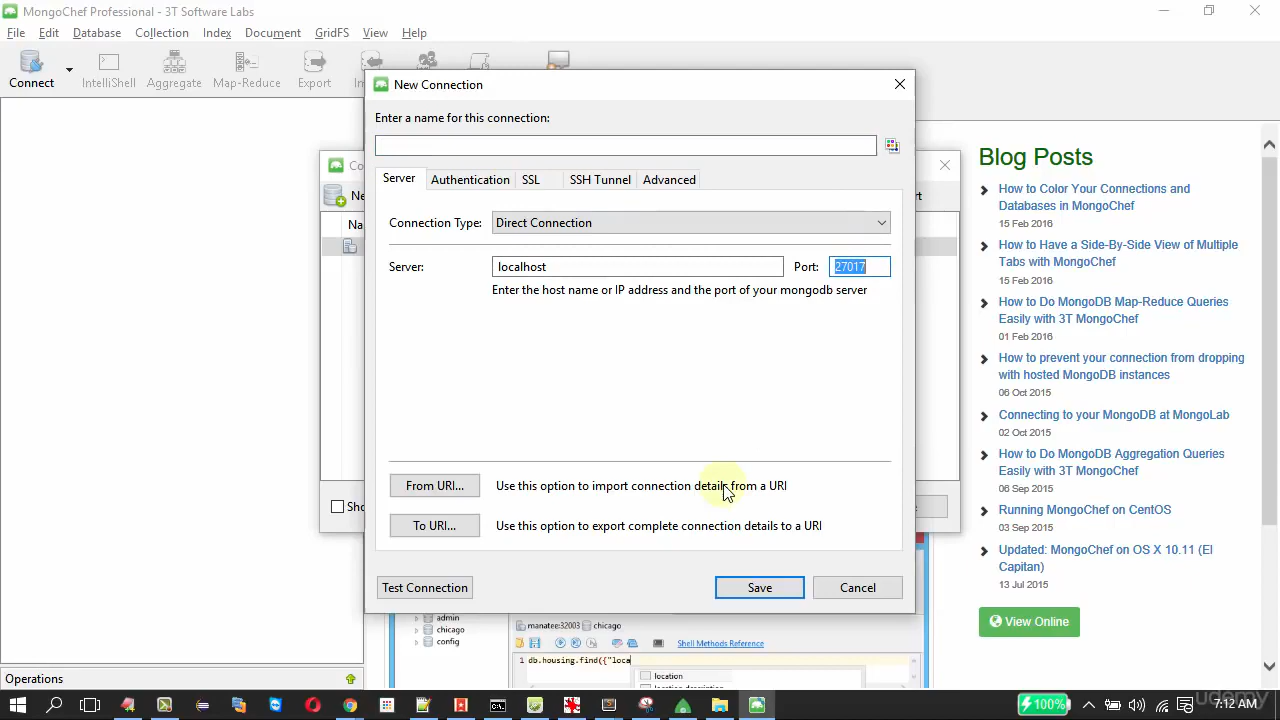 MongoChef Professional - 3T Software Labs
File Edit Database Collection Index Document GridFS View Help
Connect IntelliShell Aggregate Map-Reduce Export
New Connection
Enter a name for this connection:
Server Authentication SSL SSH Tunnel Advanced
Connection Type: Direct Connection
Server: localhost Port: 27017
Enter the host name or IP address and the port of your mongodb server
From URI... Use this option to import connection details from a URI
To URI... Use this option to export complete connection details to a URI
Test Connection Save Cancel
Blog Posts
How to Color Your Connections and
Databases in MongoChef
15 Feb 2016
How to Have a Side-By-Side View of Multiple
Tabs with MongoChef
15 Feb 2016
How to Do MongoDB Map-Reduce Queries
Easily with 3T MongoChef
01 Feb 2016
How to prevent your connection from dropping
with hosted MongoDB instances
06 Oct 2015
Connecting to your MongoDB at MongoLab
02 Oct 2015
How to Do MongoDB Aggregation Queries
Easily with 3T MongoChef
06 Sep 2015
Running MongoChef on CentOS
03 Sep 2015
Updated: MongoChef on OS X 10.11 (El
Capitan)
13 Jul 2015
View Online
admin
chicago
config
manatee:32003 chicago
Shell Methods Reference
1 db.housing.find({"loca
location
location_description
Operations
100%
7:12 AM
udemy